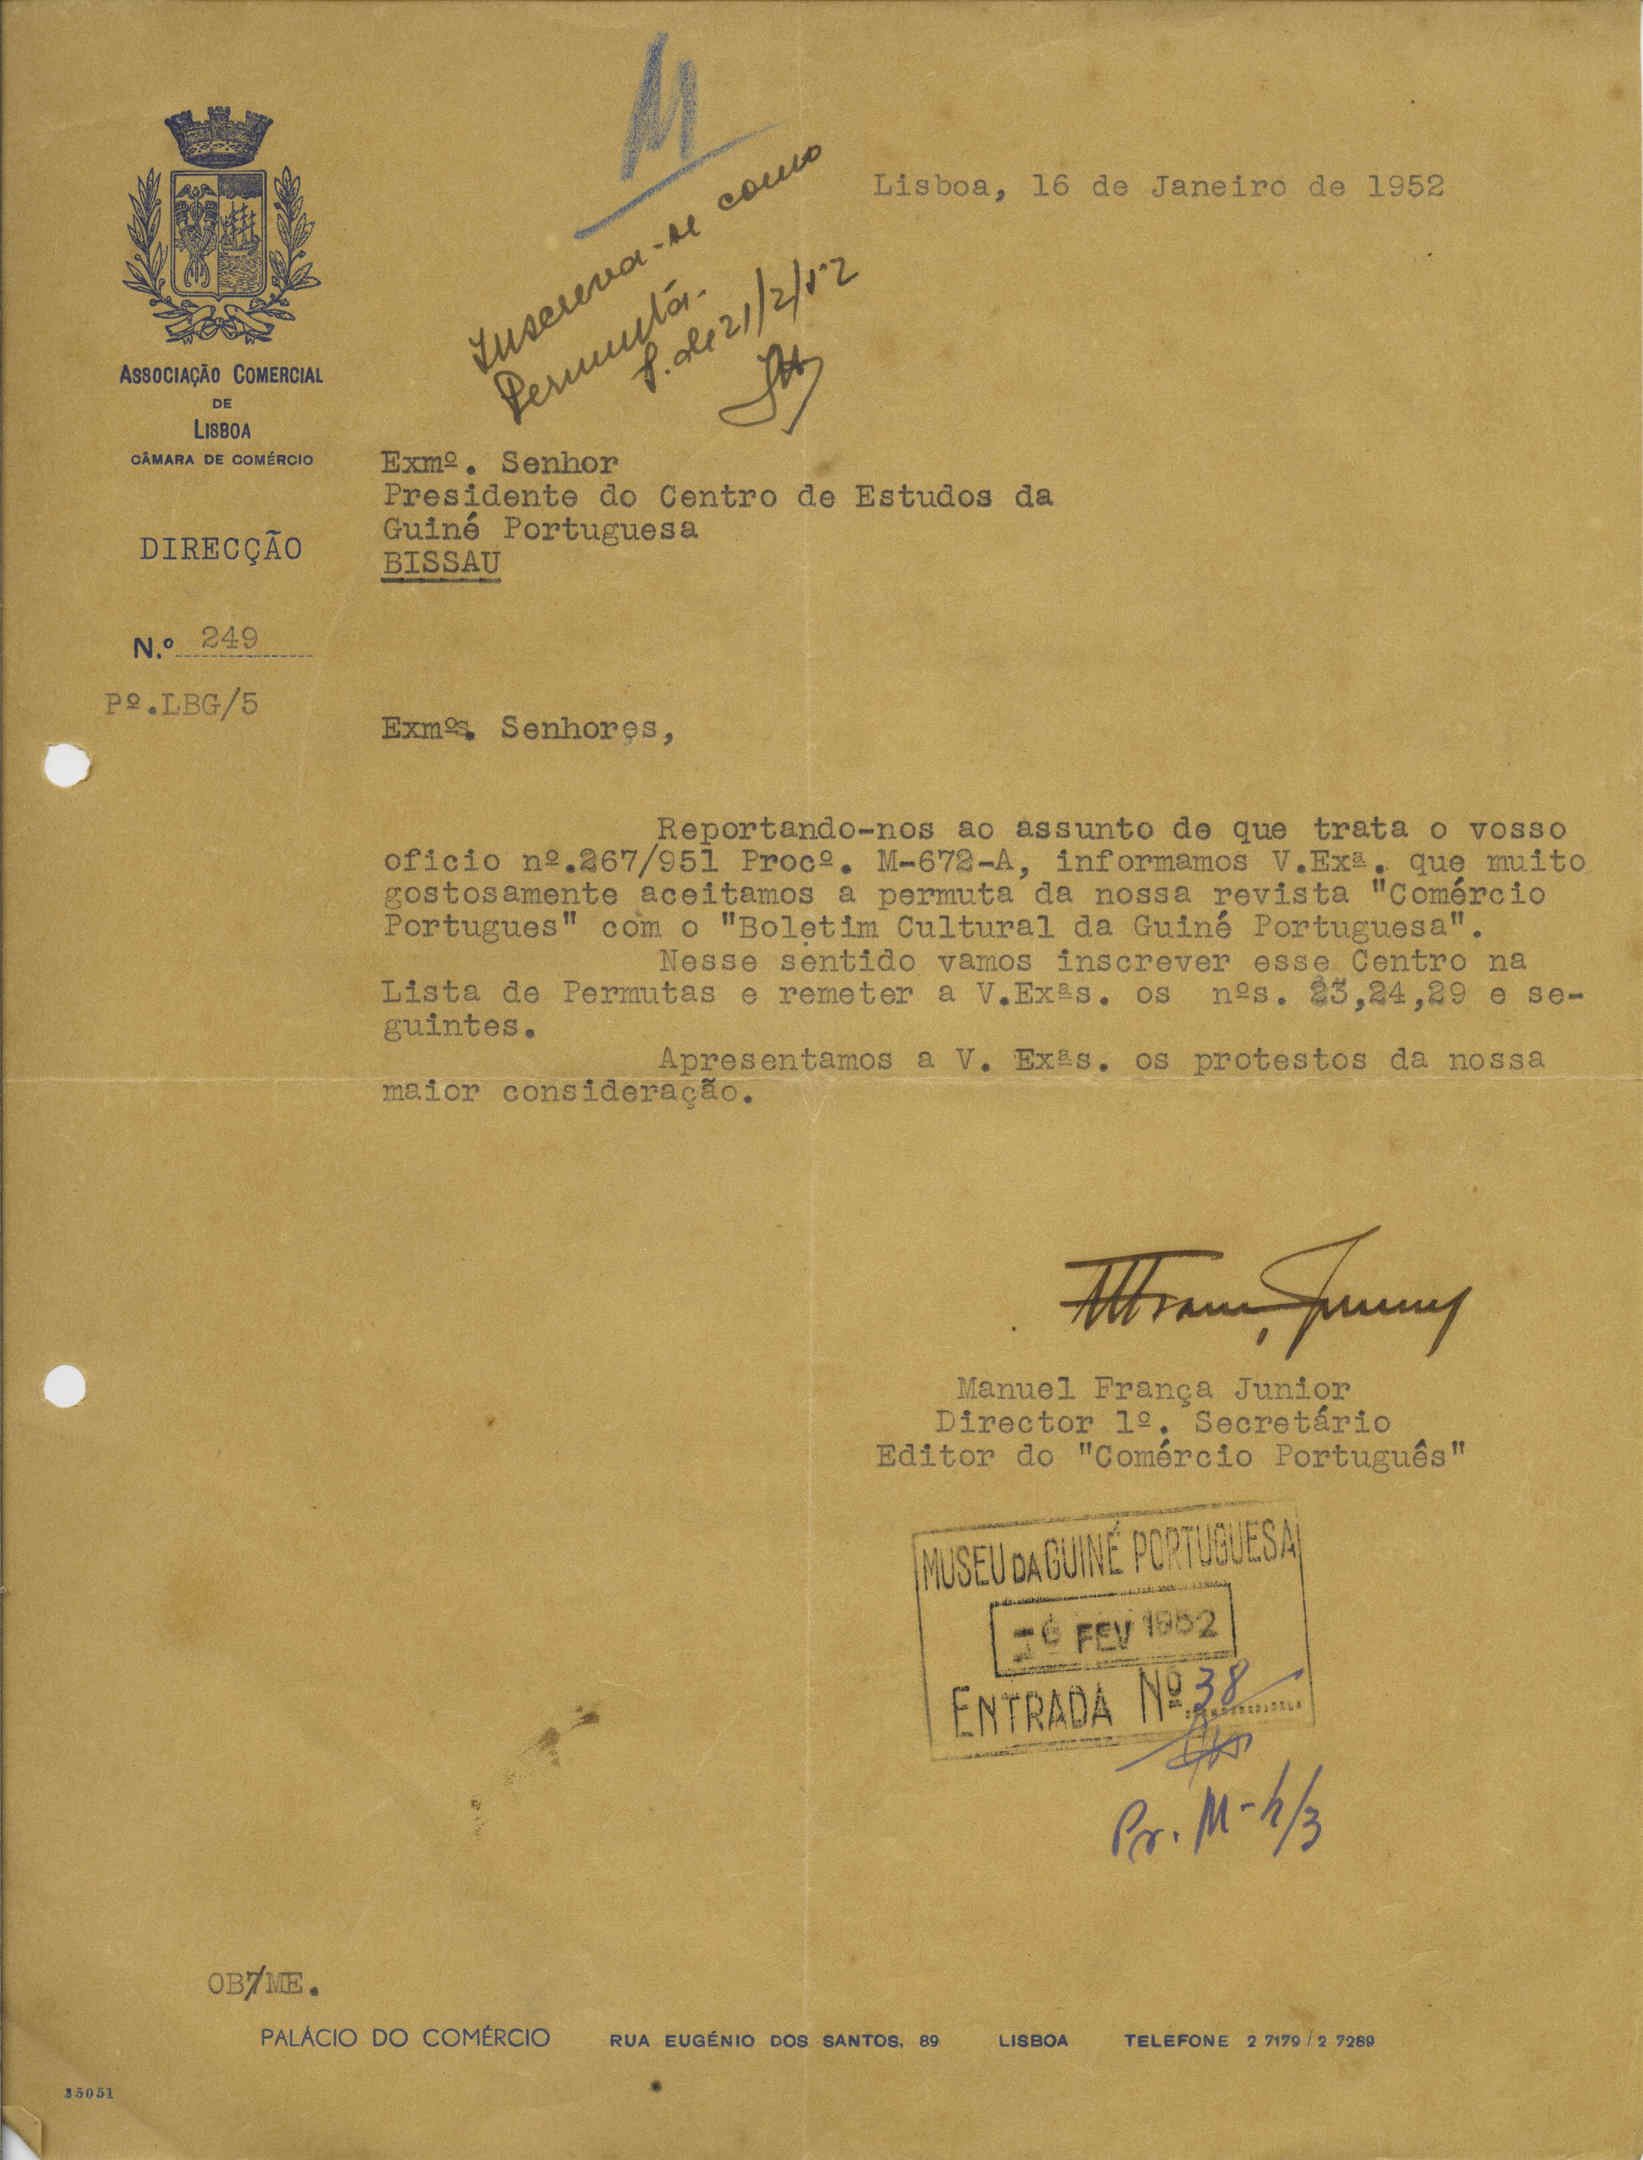 M
Inscreva-se como
Permuta.
S. de 21/2/52
Lisboa, 16 de Janeiro de 1952
ASSOCIAÇÃO COMERCIAL
DE
LISBOA
CÂMARA DE COMÉRCIO
DIRECÇÃO
N.º 249
Pº.LBG/5
Exmº. Senhor
Presidente do Centro de Estudos da
Guiné Portuguesa
BISSAU
Exmºs. Senhores,
Reportando-nos ao assunto de que trata o vosso
oficio nº.267/951 Procº. M-672-A, informamos V.Exª. que muito
gostosamente aceitamos a permuta da nossa revista "Comércio
Portugues" com o "Boletim Cultural da Guiné Portuguesa".
Nesse sentido vamos inscrever esse Centro na
Lista de Permutas e remeter a V.Exªs. os nºs. 23,24,29 e se-
guintes.
Apresentamos a V. Exªs. os protestos da nossa
maior consideração.
Manuel França Junior
Director 1º. Secretário
Editor do "Comércio Português"
MUSEU DA GUINÉ PORTUGUESA
FEV 1952
ENTRADA Nº 38
Pr. M-h/3
OB/ME.
PALÁCIO DO COMÉRCIO RUA EUGÉNIO DOS SANTOS, 89 LISBOA TELEFONE 2 7179 / 2 7289
35051